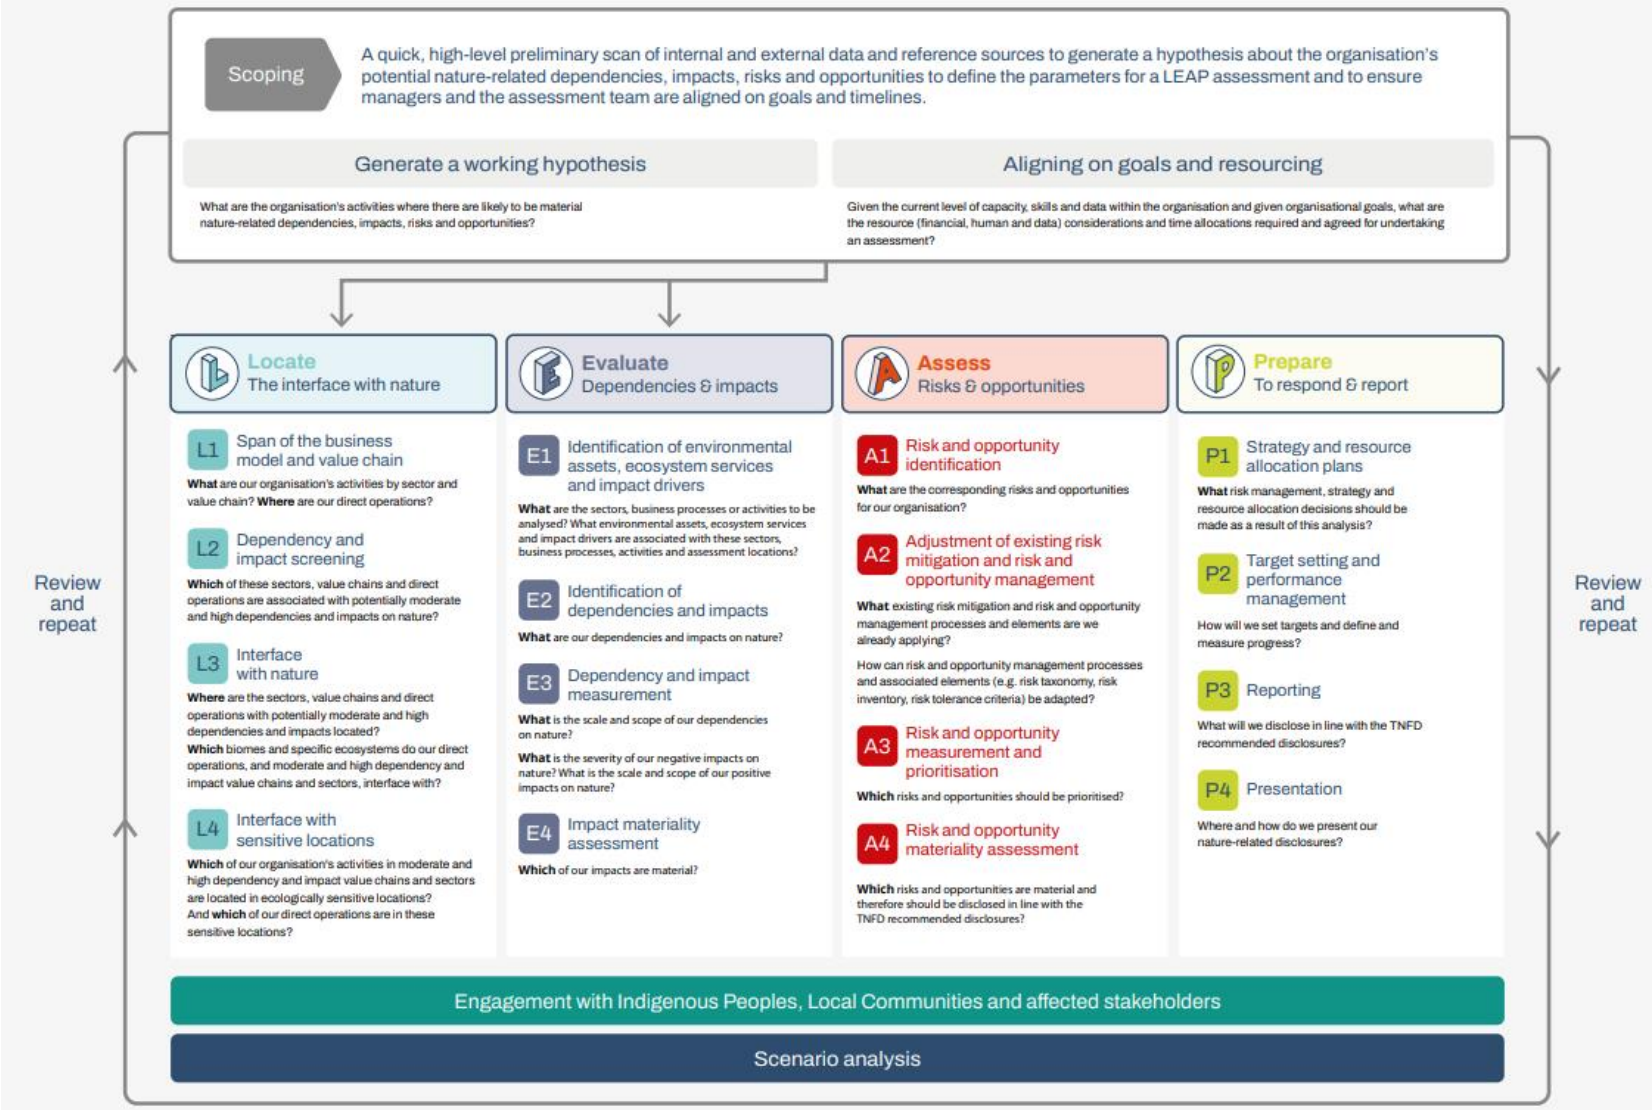 Scoping
A quick, high-level preliminary scan of internal and external data and reference sources to generate a hypothesis about the organisation's
potential nature-related dependencies, impacts, risks and opportunities to define the parameters for a LEAP assessment and to ensure
managers and the assessment team are aligned on goals and timelines.
Generate a working hypothesis
What are the organisation's activities where there are likely to be material
nature-related dependencies, impacts, risks and opportunities?
Aligning on goals and resourcing
Given the current level of capacity, skills and data within the organisation and given organisational goals, what are
the resource (financial, human and data) considerations and time allocations required and agreed for undertaking
an assessment?
Review
and
repeat
L
Locate
The interface with nature
L1
Span of the business
model and value chain
What are our organisation's activities by sector and
value chain? Where are our direct operations?
L2
Dependency and
impact screening
Which of these sectors, value chains and direct
operations are associated with potentially moderate
and high dependencies and impacts on nature?
L3
Interface
with nature
Where are the sectors, value chains and direct
operations with potentially moderate and high
dependencies and impacts located?
Which biomes and specific ecosystems do our direct
operations, and moderate and high dependency and
impact value chains and sectors, interface with?
L4
Interface with
sensitive locations
Which of our organisation's activities in moderate and
high dependency and impact value chains and sectors
are located in ecologically sensitive locations?
And which of our direct operations are in these
sensitive locations?
E
Evaluate
Dependencies & impacts
E1
Identification of environmental
assets, ecosystem services
and impact drivers
What are the sectors, business processes or activities to be
analysed? What environmental assets, ecosystem services
and impact drivers are associated with these sectors,
business processes, activities and assessment locations?
E2
Identification of
dependencies and impacts
What are our dependencies and impacts on nature?
E3
Dependency and impact
measurement
What is the scale and scope of our dependencies
on nature?
What is the severity of our negative impacts on
nature? What is the scale and scope of our positive
impacts on nature?
E4
Impact materiality
assessment
Which of our impacts are material?
A
Assess
Risks & opportunities
A1
Risk and opportunity
identification
What are the corresponding risks and opportunities
for our organisation?
A2
Adjustment of existing risk
mitigation and risk and
opportunity management
What existing risk mitigation and risk and opportunity
management processes and elements are we
already applying?
How can risk and opportunity management processes
and associated elements (e.g. risk taxonomy, risk
inventory, risk tolerance criteria) be adapted?
A3
Risk and opportunity
measurement and
prioritisation
Which risks and opportunities should be prioritised?
A4
Risk and opportunity
materiality assessment
Which risks and opportunities are material and
therefore should be disclosed in line with the
TNFD recommended disclosures?
P
Prepare
To respond & report
P1
Strategy and resource
allocation plans
What risk management, strategy and
resource allocation decisions should be
made as a result of this analysis?
P2
Target setting and
performance
management
How will we set targets and define and
measure progress?
P3
Reporting
What will we disclose in line with the TNFD
recommended disclosures?
P4
Presentation
Where and how do we present our
nature-related disclosures?
Review
and
repeat
Engagement with Indigenous Peoples, Local Communities and affected stakeholders
Scenario analysis